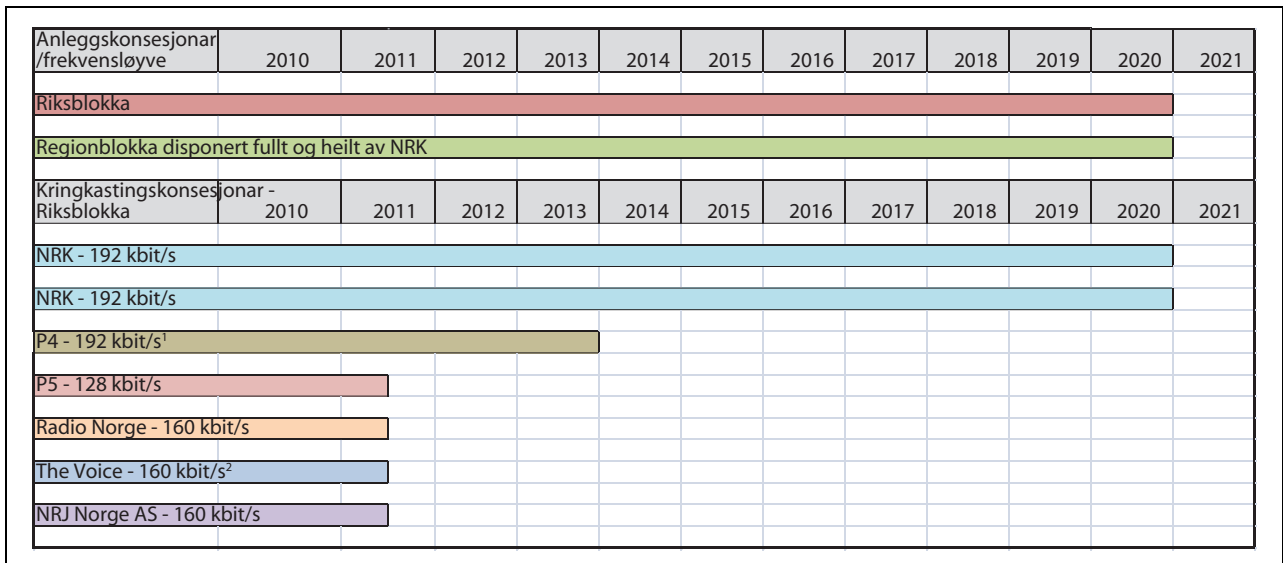 Anleggskonsesjonar
/frekvensløyve 2010 2011 2012 2013 2014 2015 2016 2017 2018 2019 2020 2021
Riksblokka
Regionblokka disponert fullt og heilt av NRK
Kringkastingskonsesjonar -
Riksblokka 2010 2011 2012 2013 2014 2015 2016 2017 2018 2019 2020 2021
NRK - 192 kbit/s
NRK - 192 kbit/s
P4 - 192 kbit/s¹
P5 - 128 kbit/s
Radio Norge - 160 kbit/s
The Voice - 160 kbit/s²
NRJ Norge AS - 160 kbit/s